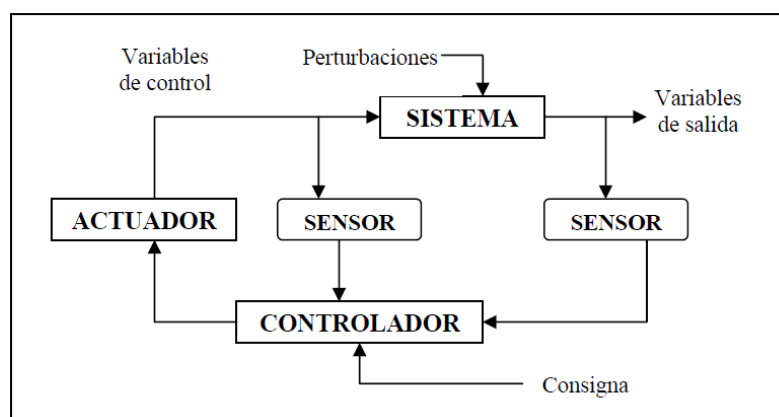 Variables
de control
Perturbaciones
SISTEMA
Variables
de salida
ACTUADOR
SENSOR
SENSOR
CONTROLADOR
Consigna